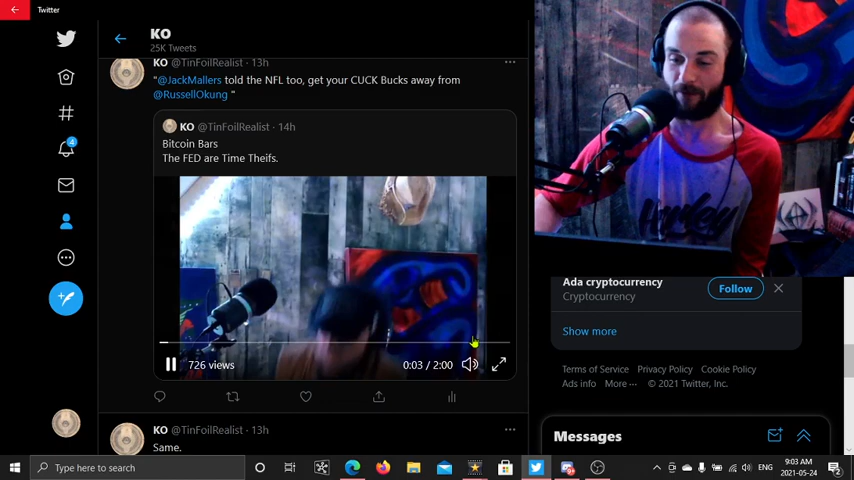 Twitter
KO
25K Tweets
KO @TinFoilRealist · 13h
"@JackMallers told the NFL too, get your CUCK Bucks away from
@RussellOkung "
KO @TinFoilRealist · 14h
Bitcoin Bars
The FED are Time Theifs.
726 views
0:03 / 2:00
KO @TinFoilRealist · 13h
Same.
4
Hurley
Ada cryptocurrency
Cryptocurrency
Follow
Show more
Terms of Service Privacy Policy Cookie Policy
Ads info More ··· © 2021 Twitter, Inc.
Messages
Type here to search
ENG
9:03 AM
2021-05-24
2